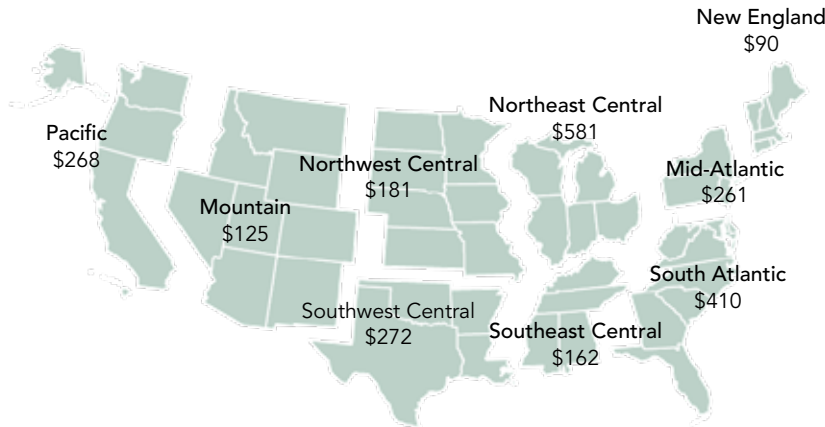 New England
$90
Northeast Central
$581
Pacific
$268
Northwest Central
$181
Mid-Atlantic
$261
Mountain
$125
South Atlantic
$410
Southwest Central
$272
Southeast Central
$162